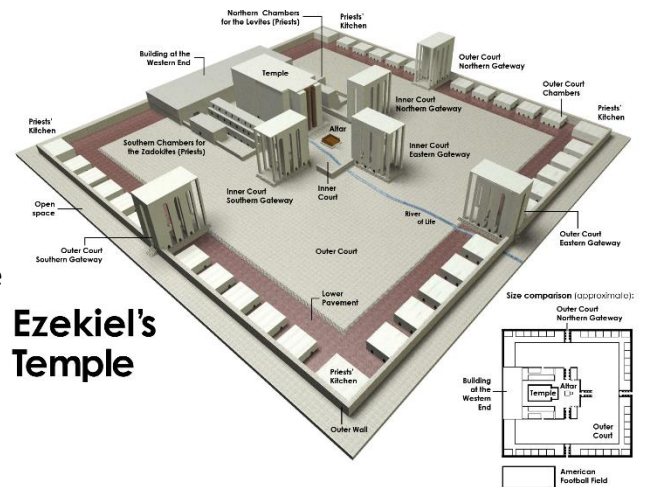 Northern Chambers
for the Levites (Priests)
Priests'
Kitchen
Building at the
Western End
Temple
Outer Court
Northern Gateway
Inner Court
Northern Gateway
Outer Court
Chambers
Priests'
Kitchen
Priests'
Kitchen
Altar
Inner Court
Eastern Gateway
Southern Chambers for
the Zadokites (Priests)
Inner
Court
Inner Court
Southern Gateway
Open
space
River
of Life
Outer Court
Southern Gateway
Outer Court
Outer Court
Eastern Gateway
e
Ezekiel's
Temple
Lower
Pavement
Priests'
Kitchen
Outer Wall
Size comparison (approximate):
Outer Court
Northern Gateway
Building
at the
Western
End
Temple
Altar
Outer
Court
American
Football Field